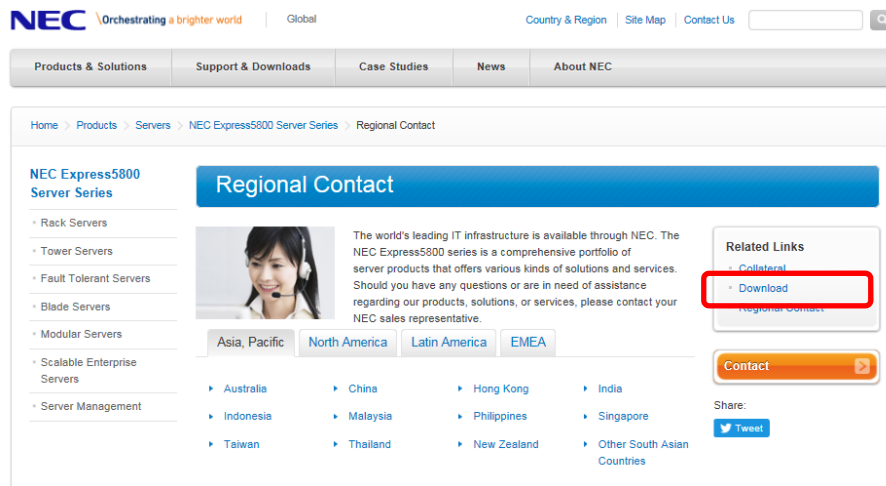 NEC \Orchestrating a brighter world Global Country & Region Site Map Contact Us
Products & Solutions Support & Downloads Case Studies News About NEC
Home > Products > Servers > NEC Express5800 Server Series > Regional Contact
NEC Express5800
Server Series
Rack Servers
Tower Servers
Fault Tolerant Servers
Blade Servers
Modular Servers
Scalable Enterprise
Servers
Server Management
Regional Contact
The world's leading IT infrastructure is available through NEC. The
NEC Express5800 series is a comprehensive portfolio of
server products that offers various kinds of solutions and services.
Should you have any questions or are in need of assistance
regarding our products, solutions, or services, please contact your
NEC sales representative.
Asia, Pacific North America Latin America EMEA
Australia China Hong Kong India
Indonesia Malaysia Philippines Singapore
Taiwan Thailand New Zealand Other South Asian
Countries
Related Links
Collateral
Download
Regional Contact
Contact
Share:
Tweet